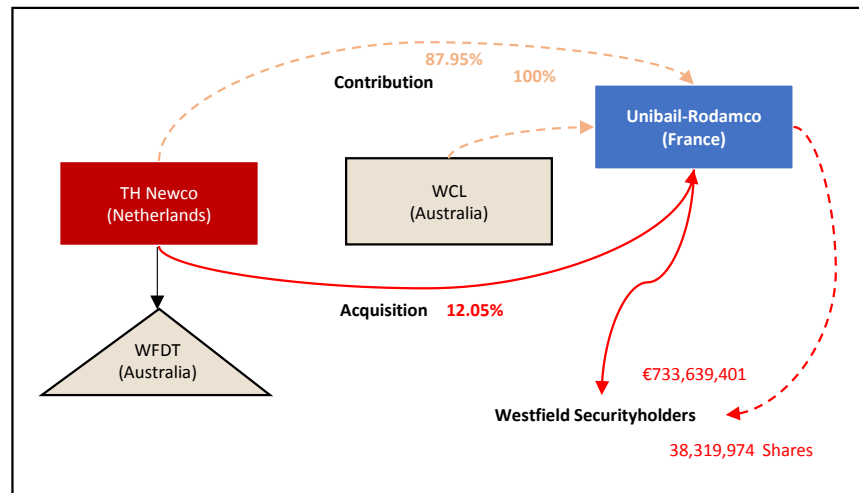 87.95%
Contribution
100%
Unibail-Rodamco
(France)
TH Newco
(Netherlands)
WCL
(Australia)
Acquisition 12.05%
WFDT
(Australia)
€733,639,401
Westfield Securityholders
38,319,974 Shares